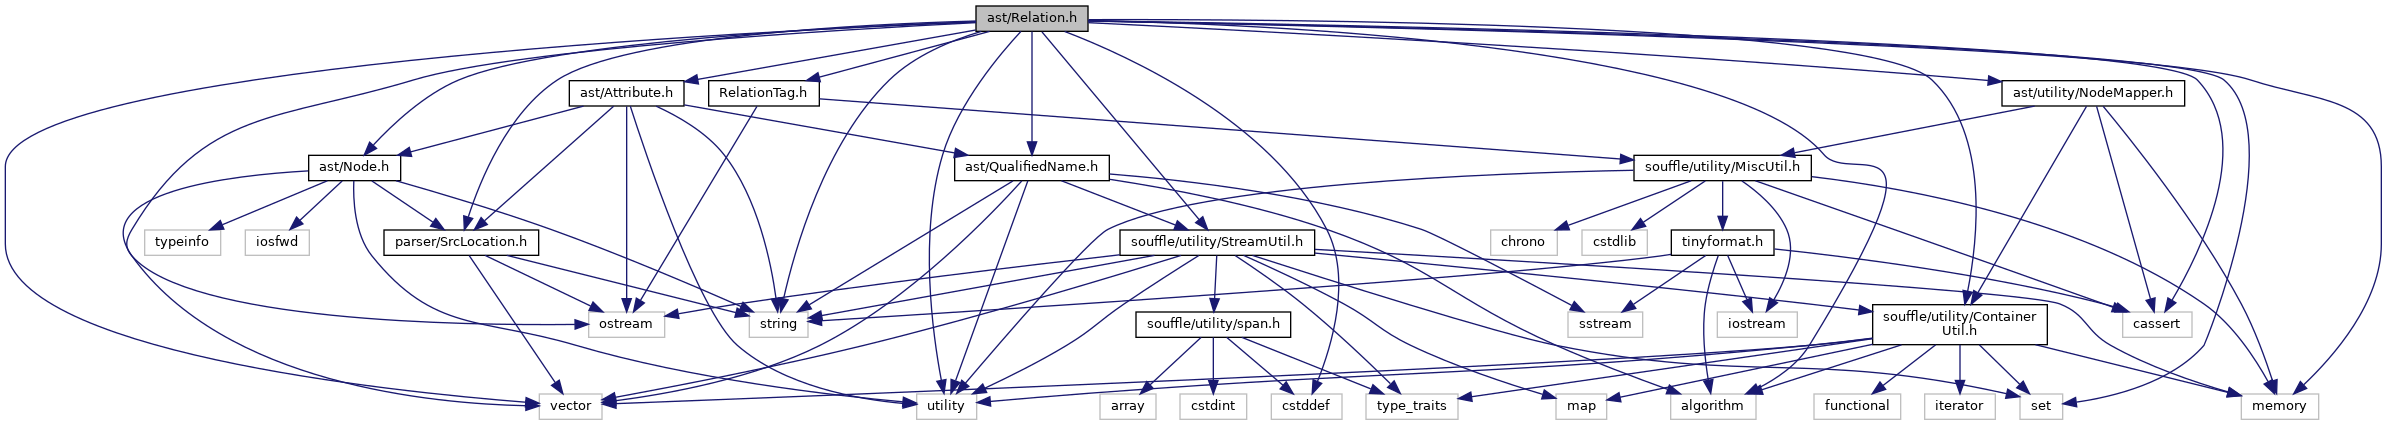 ast/Relation.h
ast/Attribute.h
RelationTag.h
ast/utility/NodeMapper.h
ast/Node.h
ast/QualifiedName.h
souffle/utility/MiscUtil.h
typeinfo
iosfwd
parser/SrcLocation.h
souffle/utility/StreamUtil.h
chrono
cstdlib
tinyformat.h
ostream
string
souffle/utility/span.h
sstream
iostream
souffle/utility/Container
Util.h
cassert
vector
utility
array
cstdint
cstddef
type_traits
map
algorithm
functional
iterator
set
memory